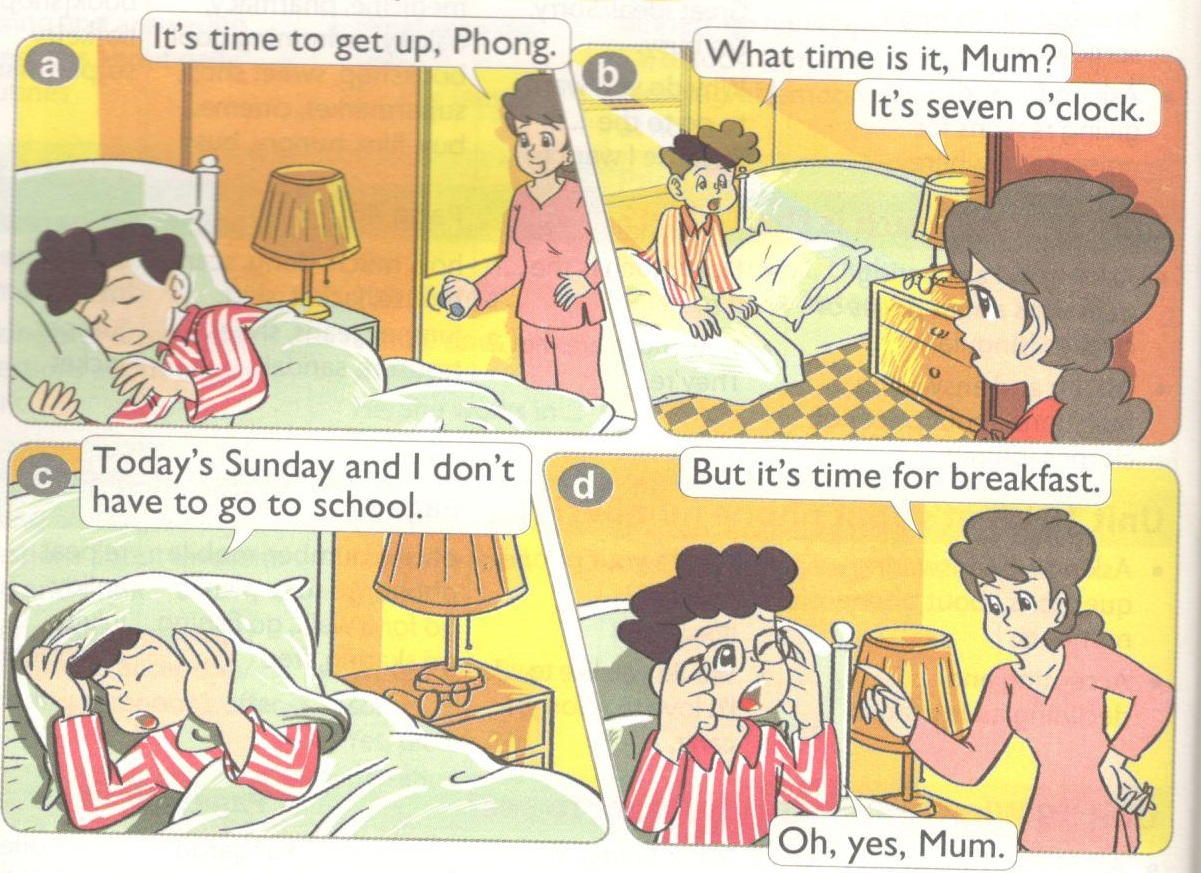 a
It's time to get up, Phong.
b
What time is it, Mum?
It's seven o'clock.
c
Today's Sunday and I don't
have to go to school.
d
But it's time for breakfast.
Oh, yes, Mum.